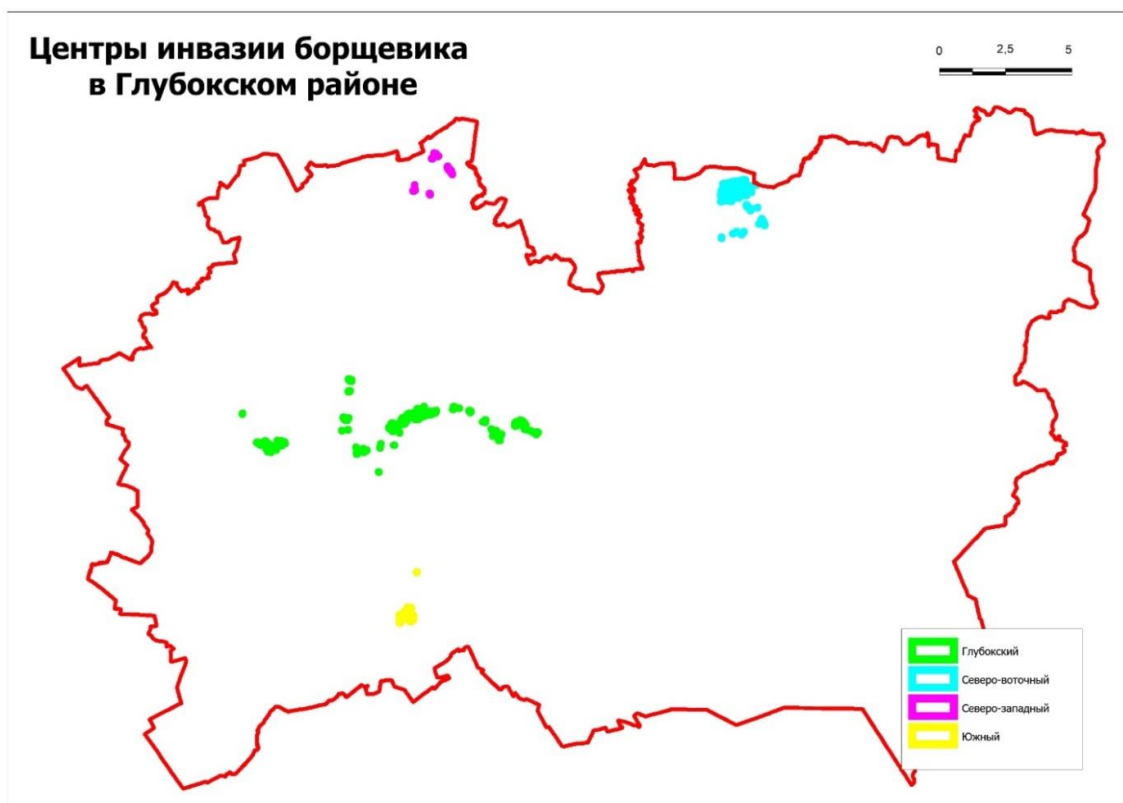 Центры инвазии борщевика
в Глубокском районе
0 2,5 5
Глубокский
Северо-воточный
Северо-западный
Южный